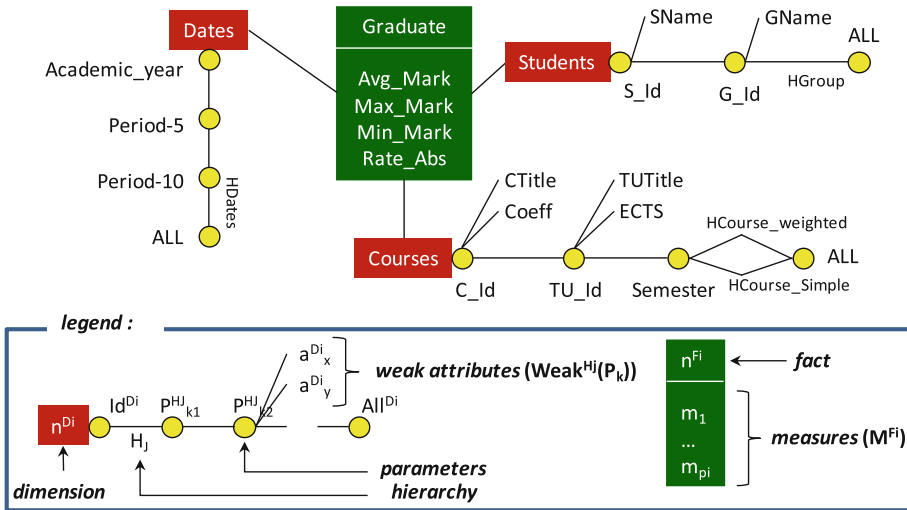 Dates
Academic_year
Period-5
Period-10
ALL
HDates
Graduate
Avg_Mark
Max_Mark
Min_Mark
Rate_Abs
Students
SName
GName
ALL
S_Id
G_Id
HGroup
Courses
CTitle
Coeff
TUTitle
ECTS
HCourse_weighted
ALL
C_Id
TU_Id
Semester
HCourse_Simple
legend :
n^Di
Id^Di
P^HJ_k1
P^HJ_k2
a^Di_x
a^Di_y
All^Di
H_J
weak attributes (Weak^Hj(P_k))
dimension
parameters
hierarchy
n^Fi
fact
m_1
...
m_pi
measures (M^Fi)